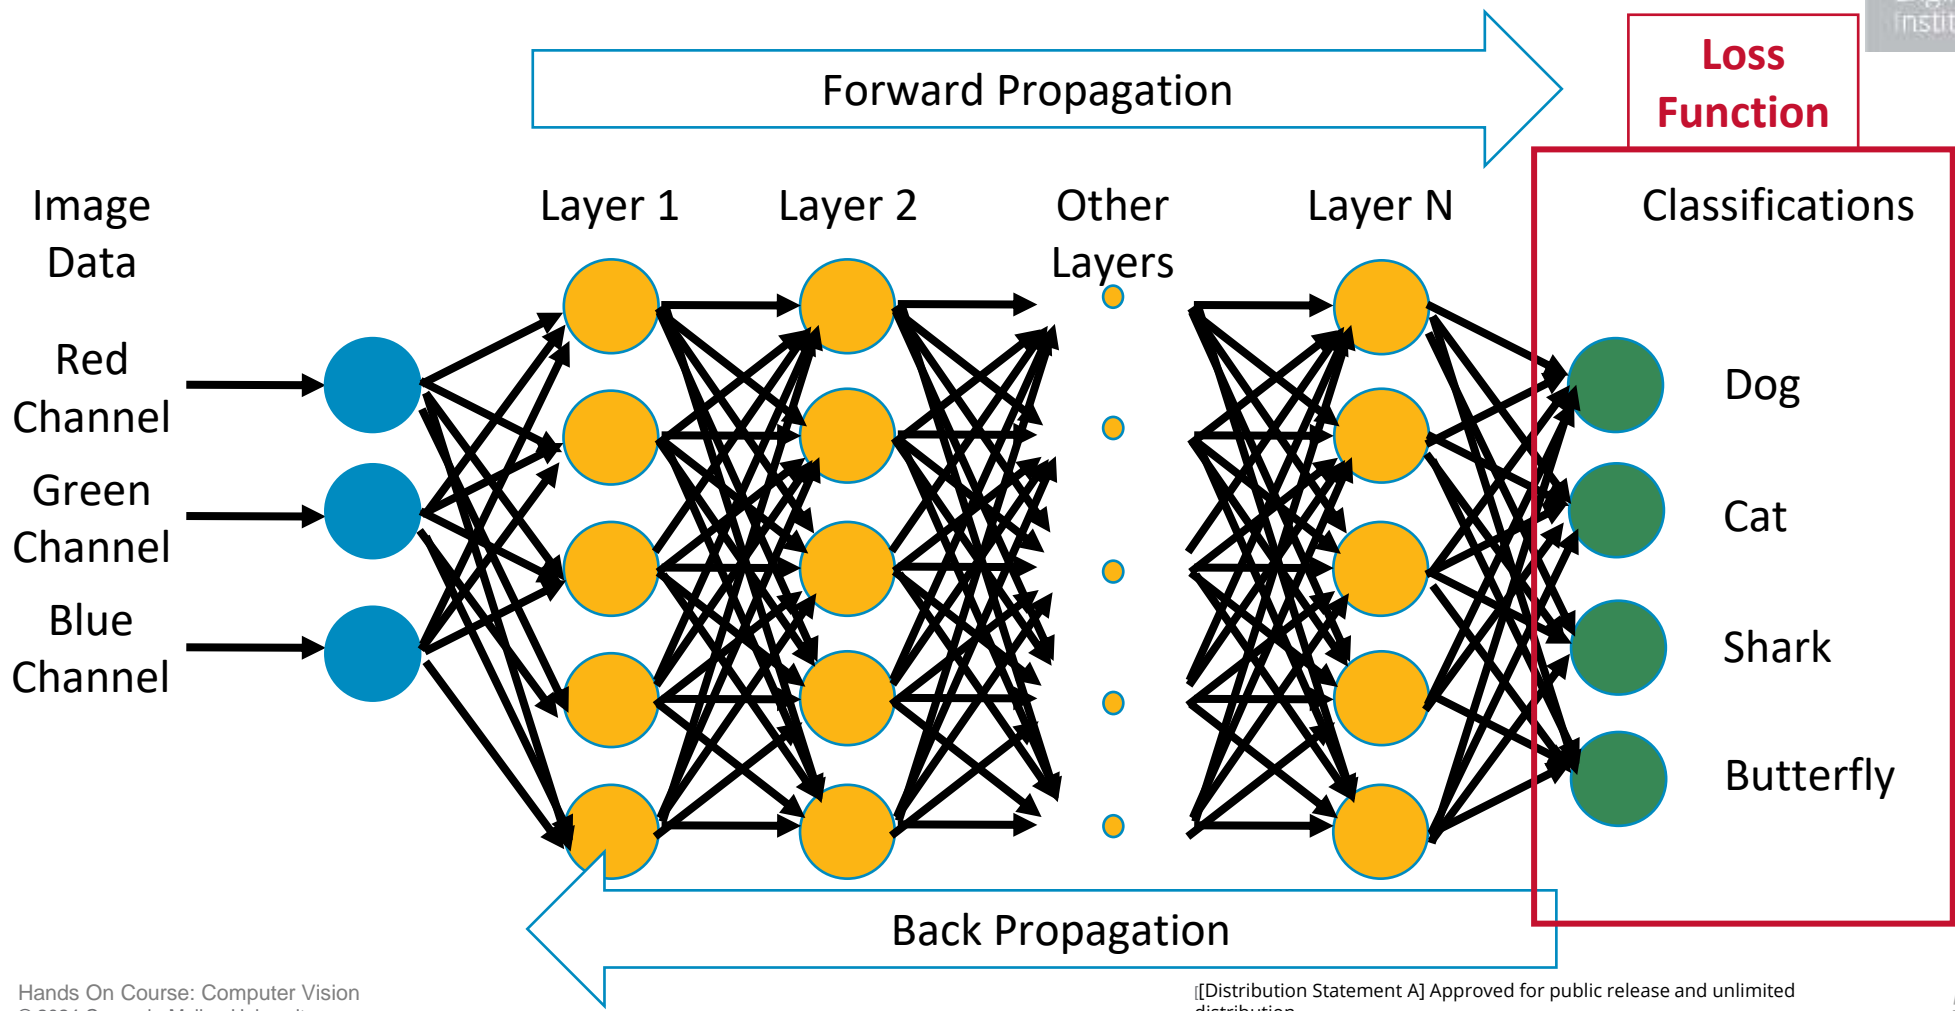 Instit
Loss
Function
Forward Propagation
Image
Data
Layer 1
Layer 2
Other
Layers
Layer N
Classifications
Red
Channel
Green
Channel
Blue
Channel
Dog
Cat
Shark
Butterfly
Back Propagation
Hands On Course: Computer Vision
[[Distribution Statement A] Approved for public release and unlimited
distribution